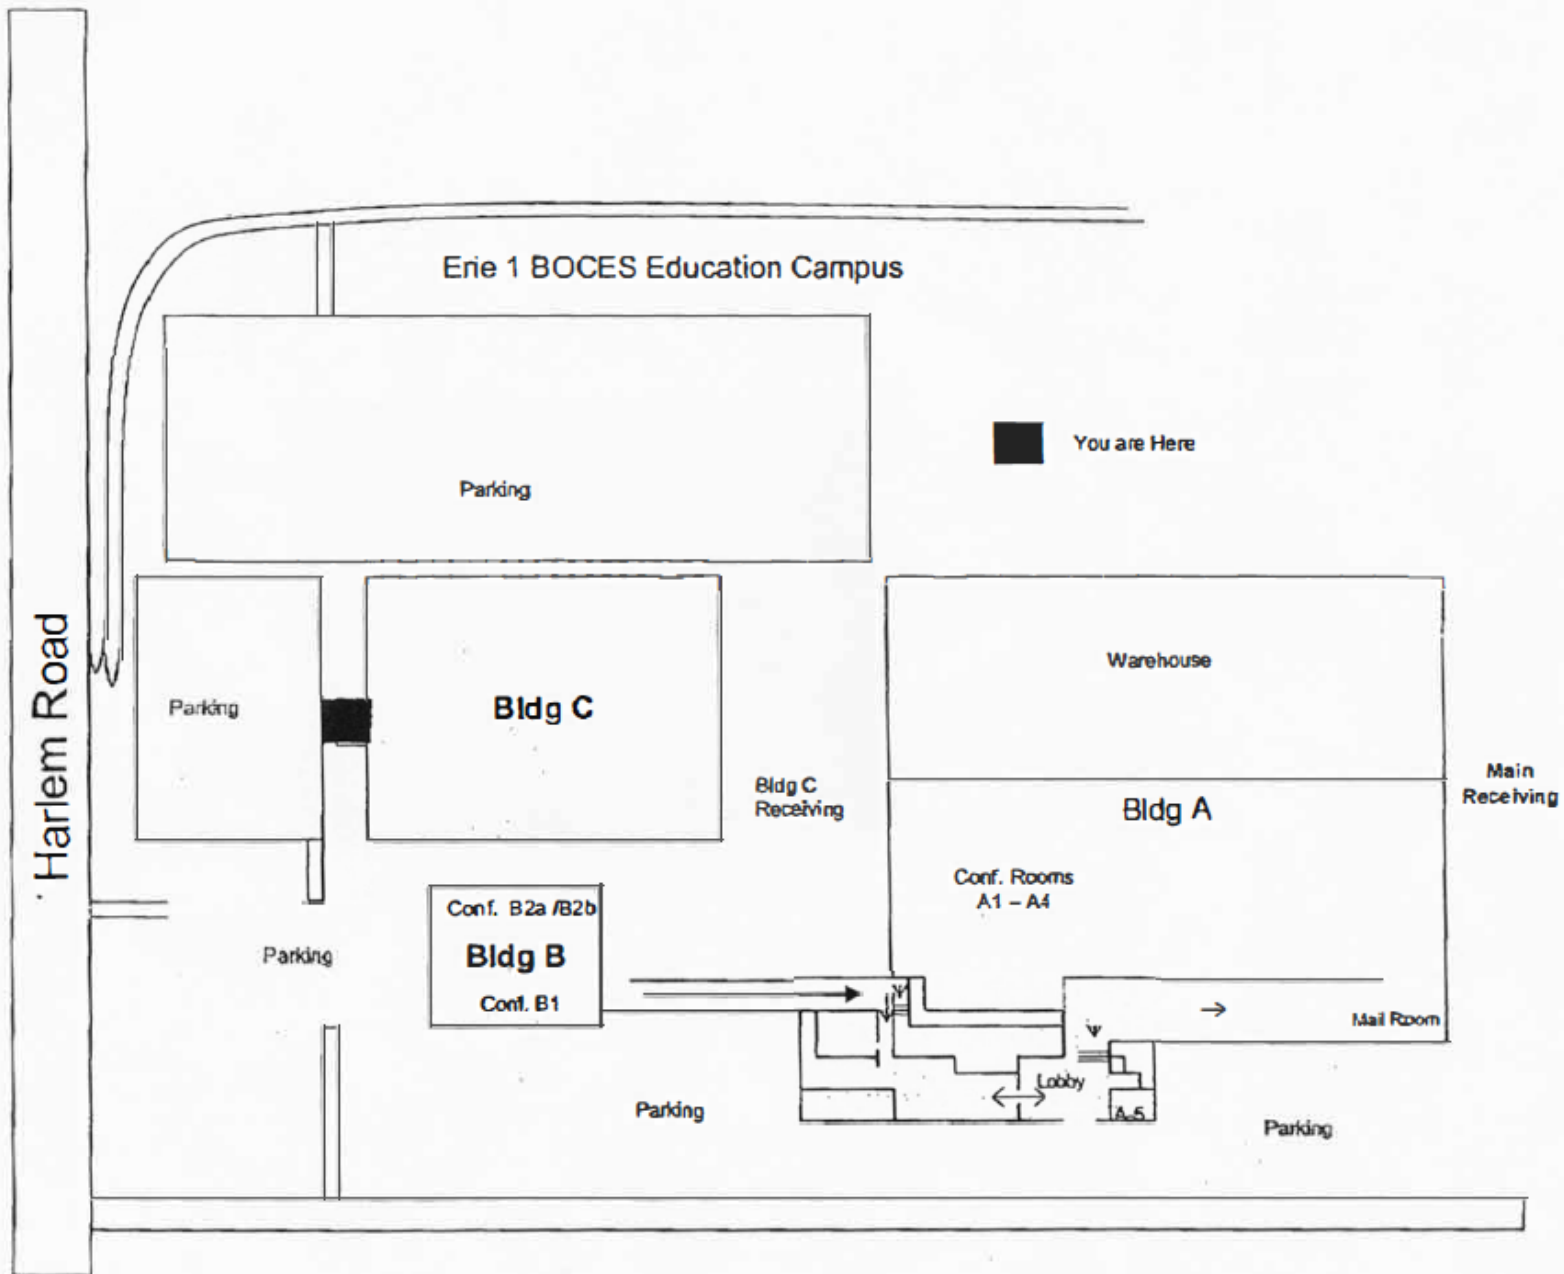 Erie 1 BOCES Education Campus
You are Here
Parking
Harlem Road
Parking
Bldg C
Warehouse
Bldg C
Receiving
Main
Receiving
Bldg A
Conf. Rooms
A1 – A4
Conf. B2a /B2b
Bldg B
Conf. B1
Parking
Mail Room
Lobby
A-5
Parking
Parking